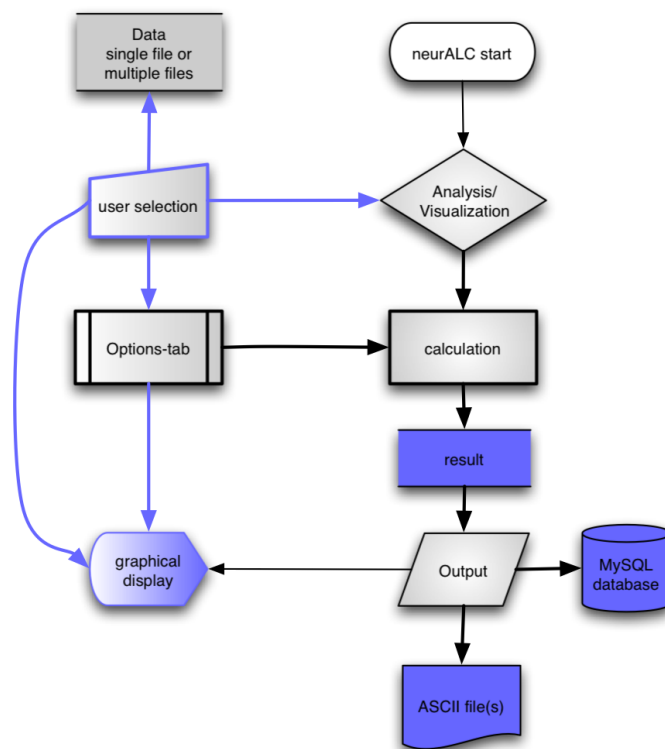 Data
single file or
multiple files
neurALC start
user selection
Analysis/
Visualization
Options-tab
calculation
result
graphical
display
Output
MySQL
database
ASCII file(s)